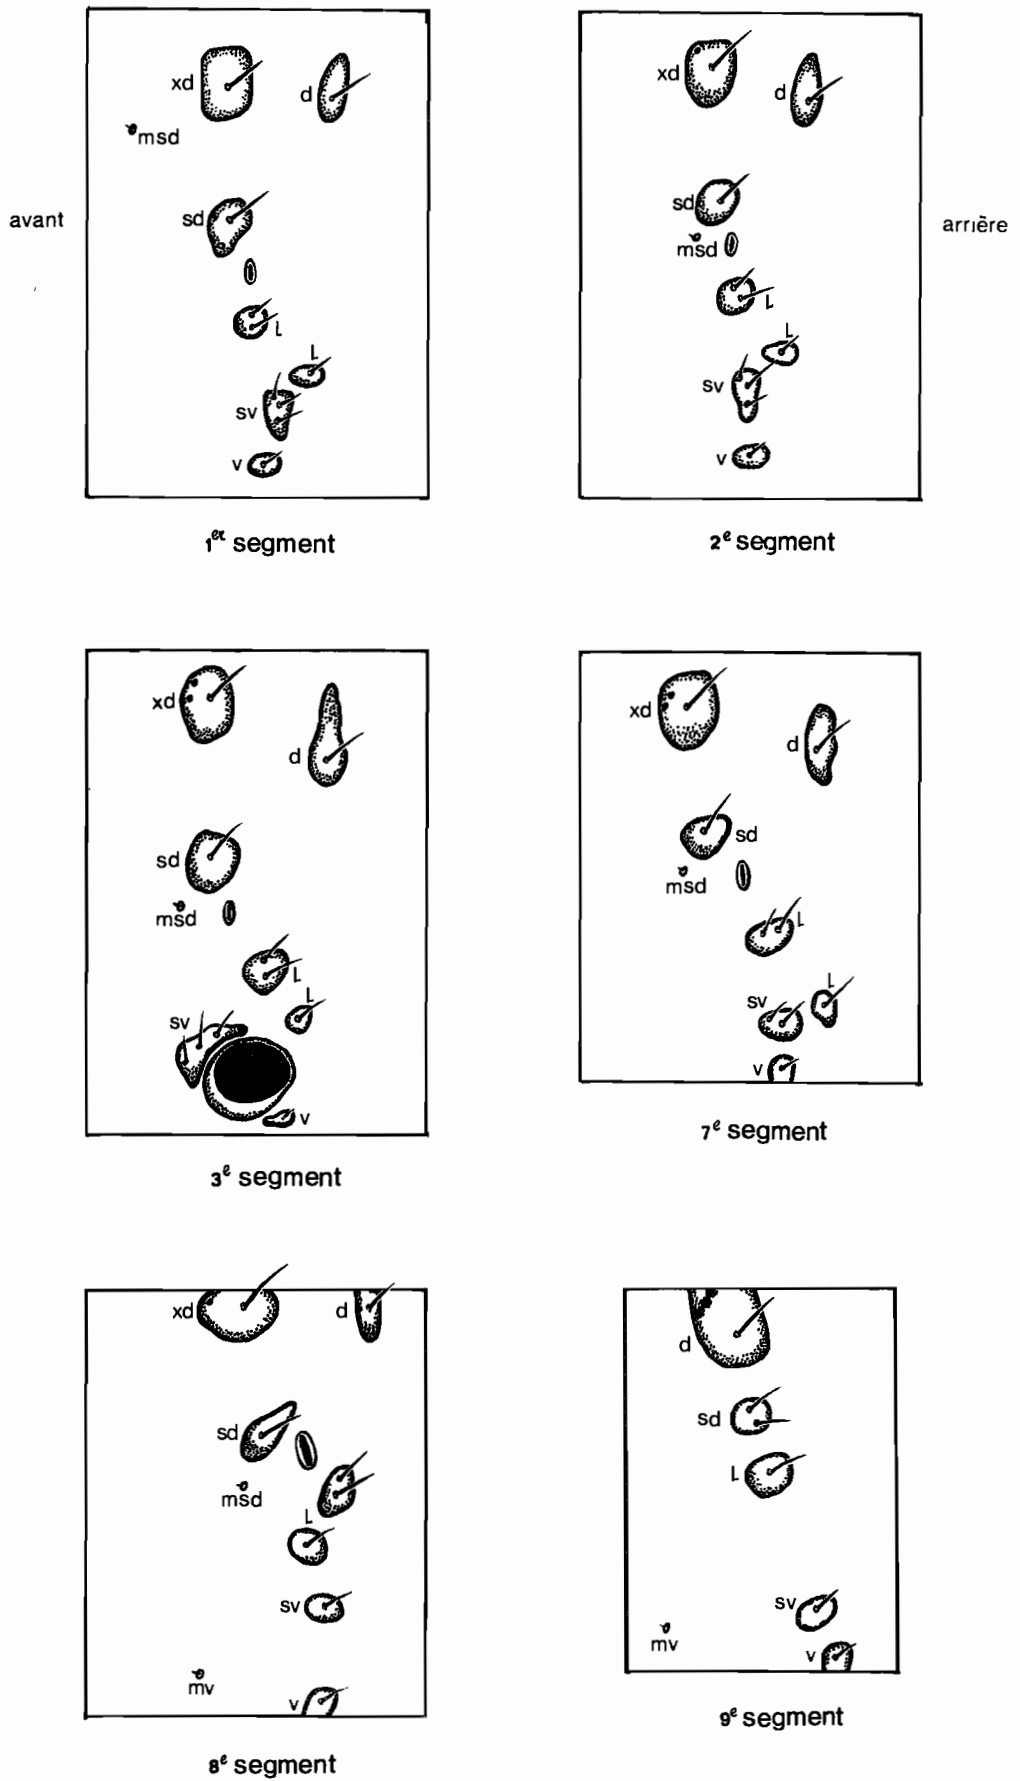 xd
d
msd
sd
L
L
sv
v
avant
1er segment
xd
d
sd
msd
L
L
sv
v
arrière
2e segment
xd
d
sd
msd
L
L
sv
v
3e segment
xd
d
sd
msd
L
L
sv
v
7e segment
xd
d
sd
msd
L
sv
mv
v
8e segment
d
sd
L
sv
mv
v
9e segment